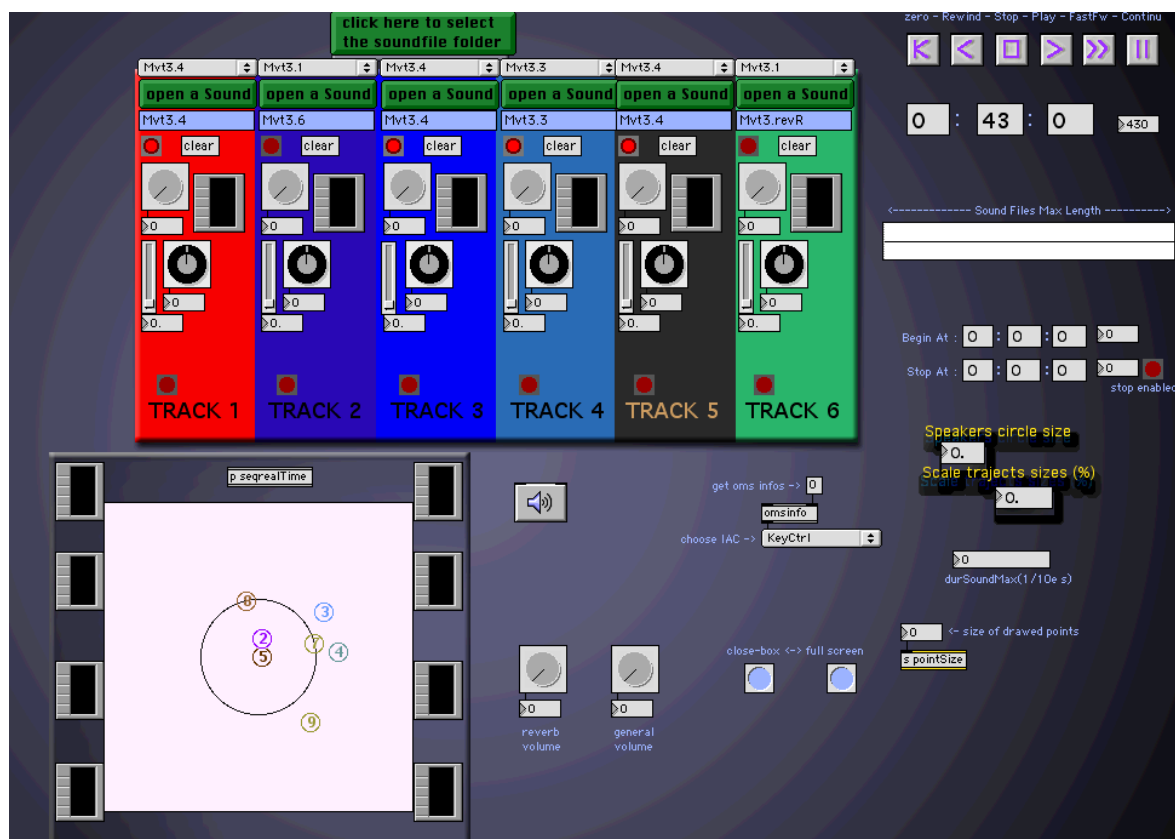 zero - Rewind - Stop - Play - FastFw - Continu
click here to select
the soundfile folder
Mvt3.4 Mvt3.1 Mvt3.4 Mvt3.3 Mvt3.4 Mvt3.1
open a Sound open a Sound open a Sound open a Sound open a Sound open a Sound
Mvt3.4 Mvt3.6 Mvt3.4 Mvt3.3 Mvt3.4 Mvt3.revR
0 : 43 : 0 430
clear clear clear clear clear clear
0 0 0 0 0 0
0 0 0 0 0 0
0. 0. 0. 0. 0. 0.
TRACK 1 TRACK 2 TRACK 3 TRACK 4 TRACK 5 TRACK 6
<------------- Sound Files Max Length ---------->
Begin At : 0 : 0 : 0 0
Stop At : 0 : 0 : 0 0
stop enabled
Speakers circle size
0.
Scale trajects sizes (%)
0.
p seqrealTime
get oms infos -> 0
omsinfo
choose IAC -> KeyCtrl
0
durSoundMax(1/10e s)
8
3
2
7
4
5
9
0 <- size of drawed points
s pointSize
close-box <-> full screen
0 0
reverb
volume
general
volume